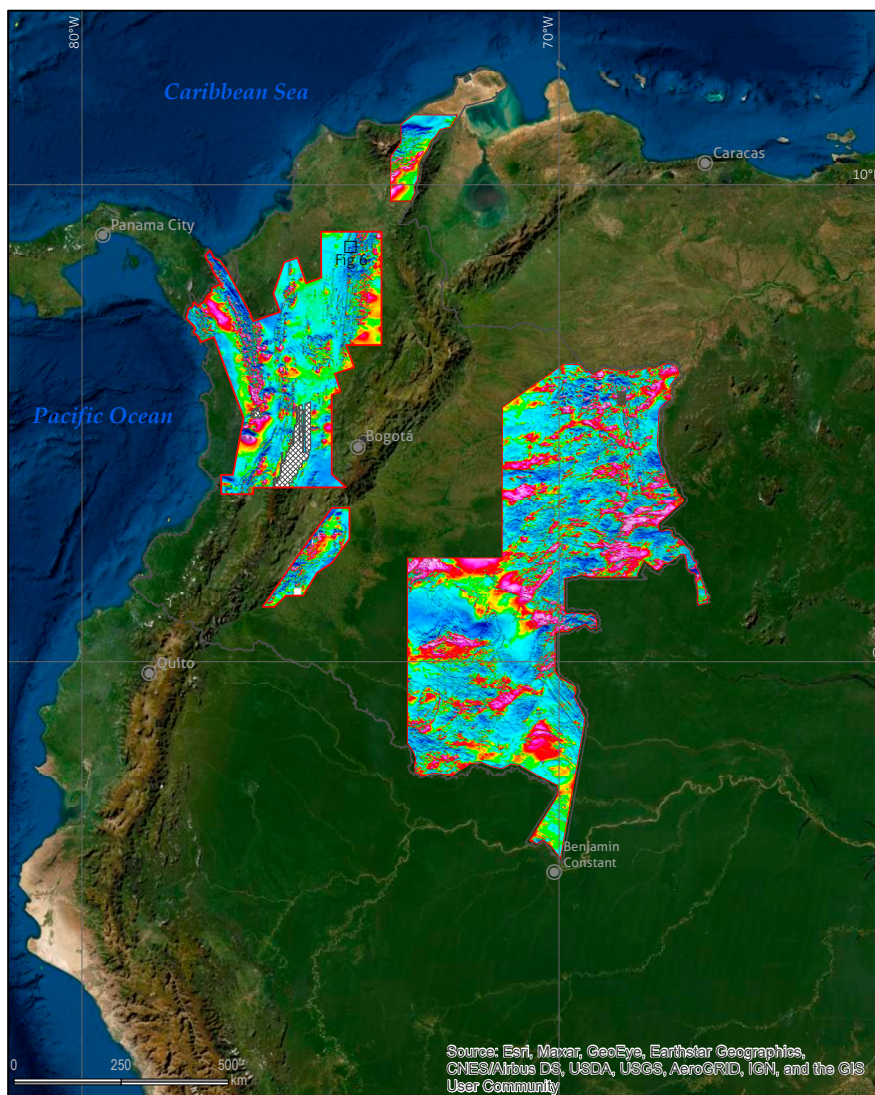 80°W
70°W
Caribbean Sea
Caracas
10°
Panama City
Fig 6
Pacific Ocean
Bogotá
Quito
0
Benjamin
Constant
Source: Esri, Maxar, GeoEye, Earthstar Geographics,
CNES/Airbus DS, USDA, USGS, AeroGRID, IGN, and the GIS
User Community
0 250 500
km